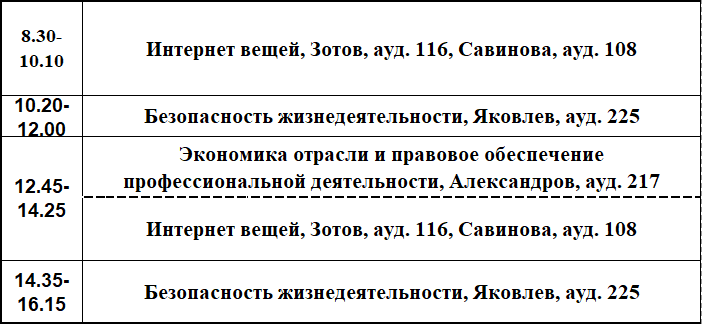 8.30-
10.10
Интернет вещей, Зотов, ауд. 116, Савинова, ауд. 108
10.20-
12.00
Безопасность жизнедеятельности, Яковлев, ауд. 225
12.45-
14.25
Экономика отрасли и правовое обеспечение
профессиональной деятельности, Александров, ауд. 217
Интернет вещей, Зотов, ауд. 116, Савинова, ауд. 108
14.35-
16.15
Безопасность жизнедеятельности, Яковлев, ауд. 225